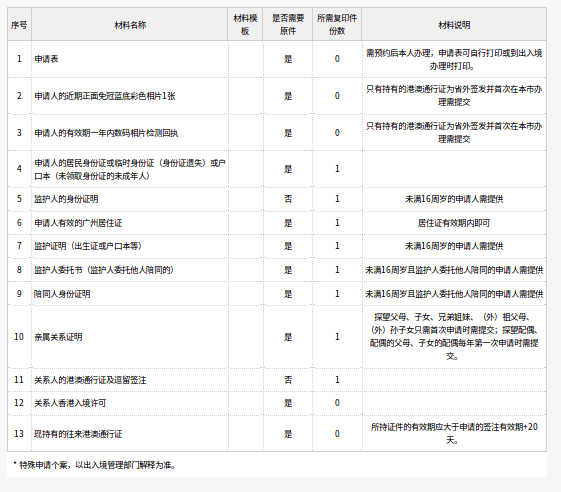 序号 材料名称 材料模板 是否需要原件 所需复印件份数 材料说明
1 申请表 是 0 需预约后本人办理，申请表可自行打印或到出入境办理时打印。
2 申请人的近期正面免冠蓝底彩色相片1张 是 0 只有持有的港澳通行证为省外签发并首次在本市办理需提交
3 申请人的有效期一年内数码相片检测回执 是 0 只有持有的港澳通行证为省外签发并首次在本市办理需提交
4 申请人的居民身份证或临时身份证（身份证遗失）或户口本（未领取身份证的未成年人） 是 1
5 监护人的身份证明 否 1 未满16周岁的申请人需提供
6 申请人有效的广州居住证 是 1 居住证有效期内即可
7 监护证明（出生证或户口本等） 是 1 未满16周岁的申请人需提供
8 监护人委托书（监护人委托他人陪同的） 是 1 未满16周岁且监护人委托他人陪同的申请人需提供
9 陪同人身份证明 是 1 未满16周岁且监护人委托他人陪同的申请人需提供
10 亲属关系证明 是 1 探望父母、子女、兄弟姐妹、（外）祖父母、（外）孙子女只需首次申请时需提交；探望配偶、配偶的父母、子女的配偶每年第一次申请时需提交。
11 关系人的港澳通行证及逗留签注 否 1
12 关系人香港入境许可 是 0
13 现持有的往来港澳通行证 是 0 所持证件的有效期应大于申请的签注有效期+20天。
* 特殊申请个案，以出入境管理部门解释为准。